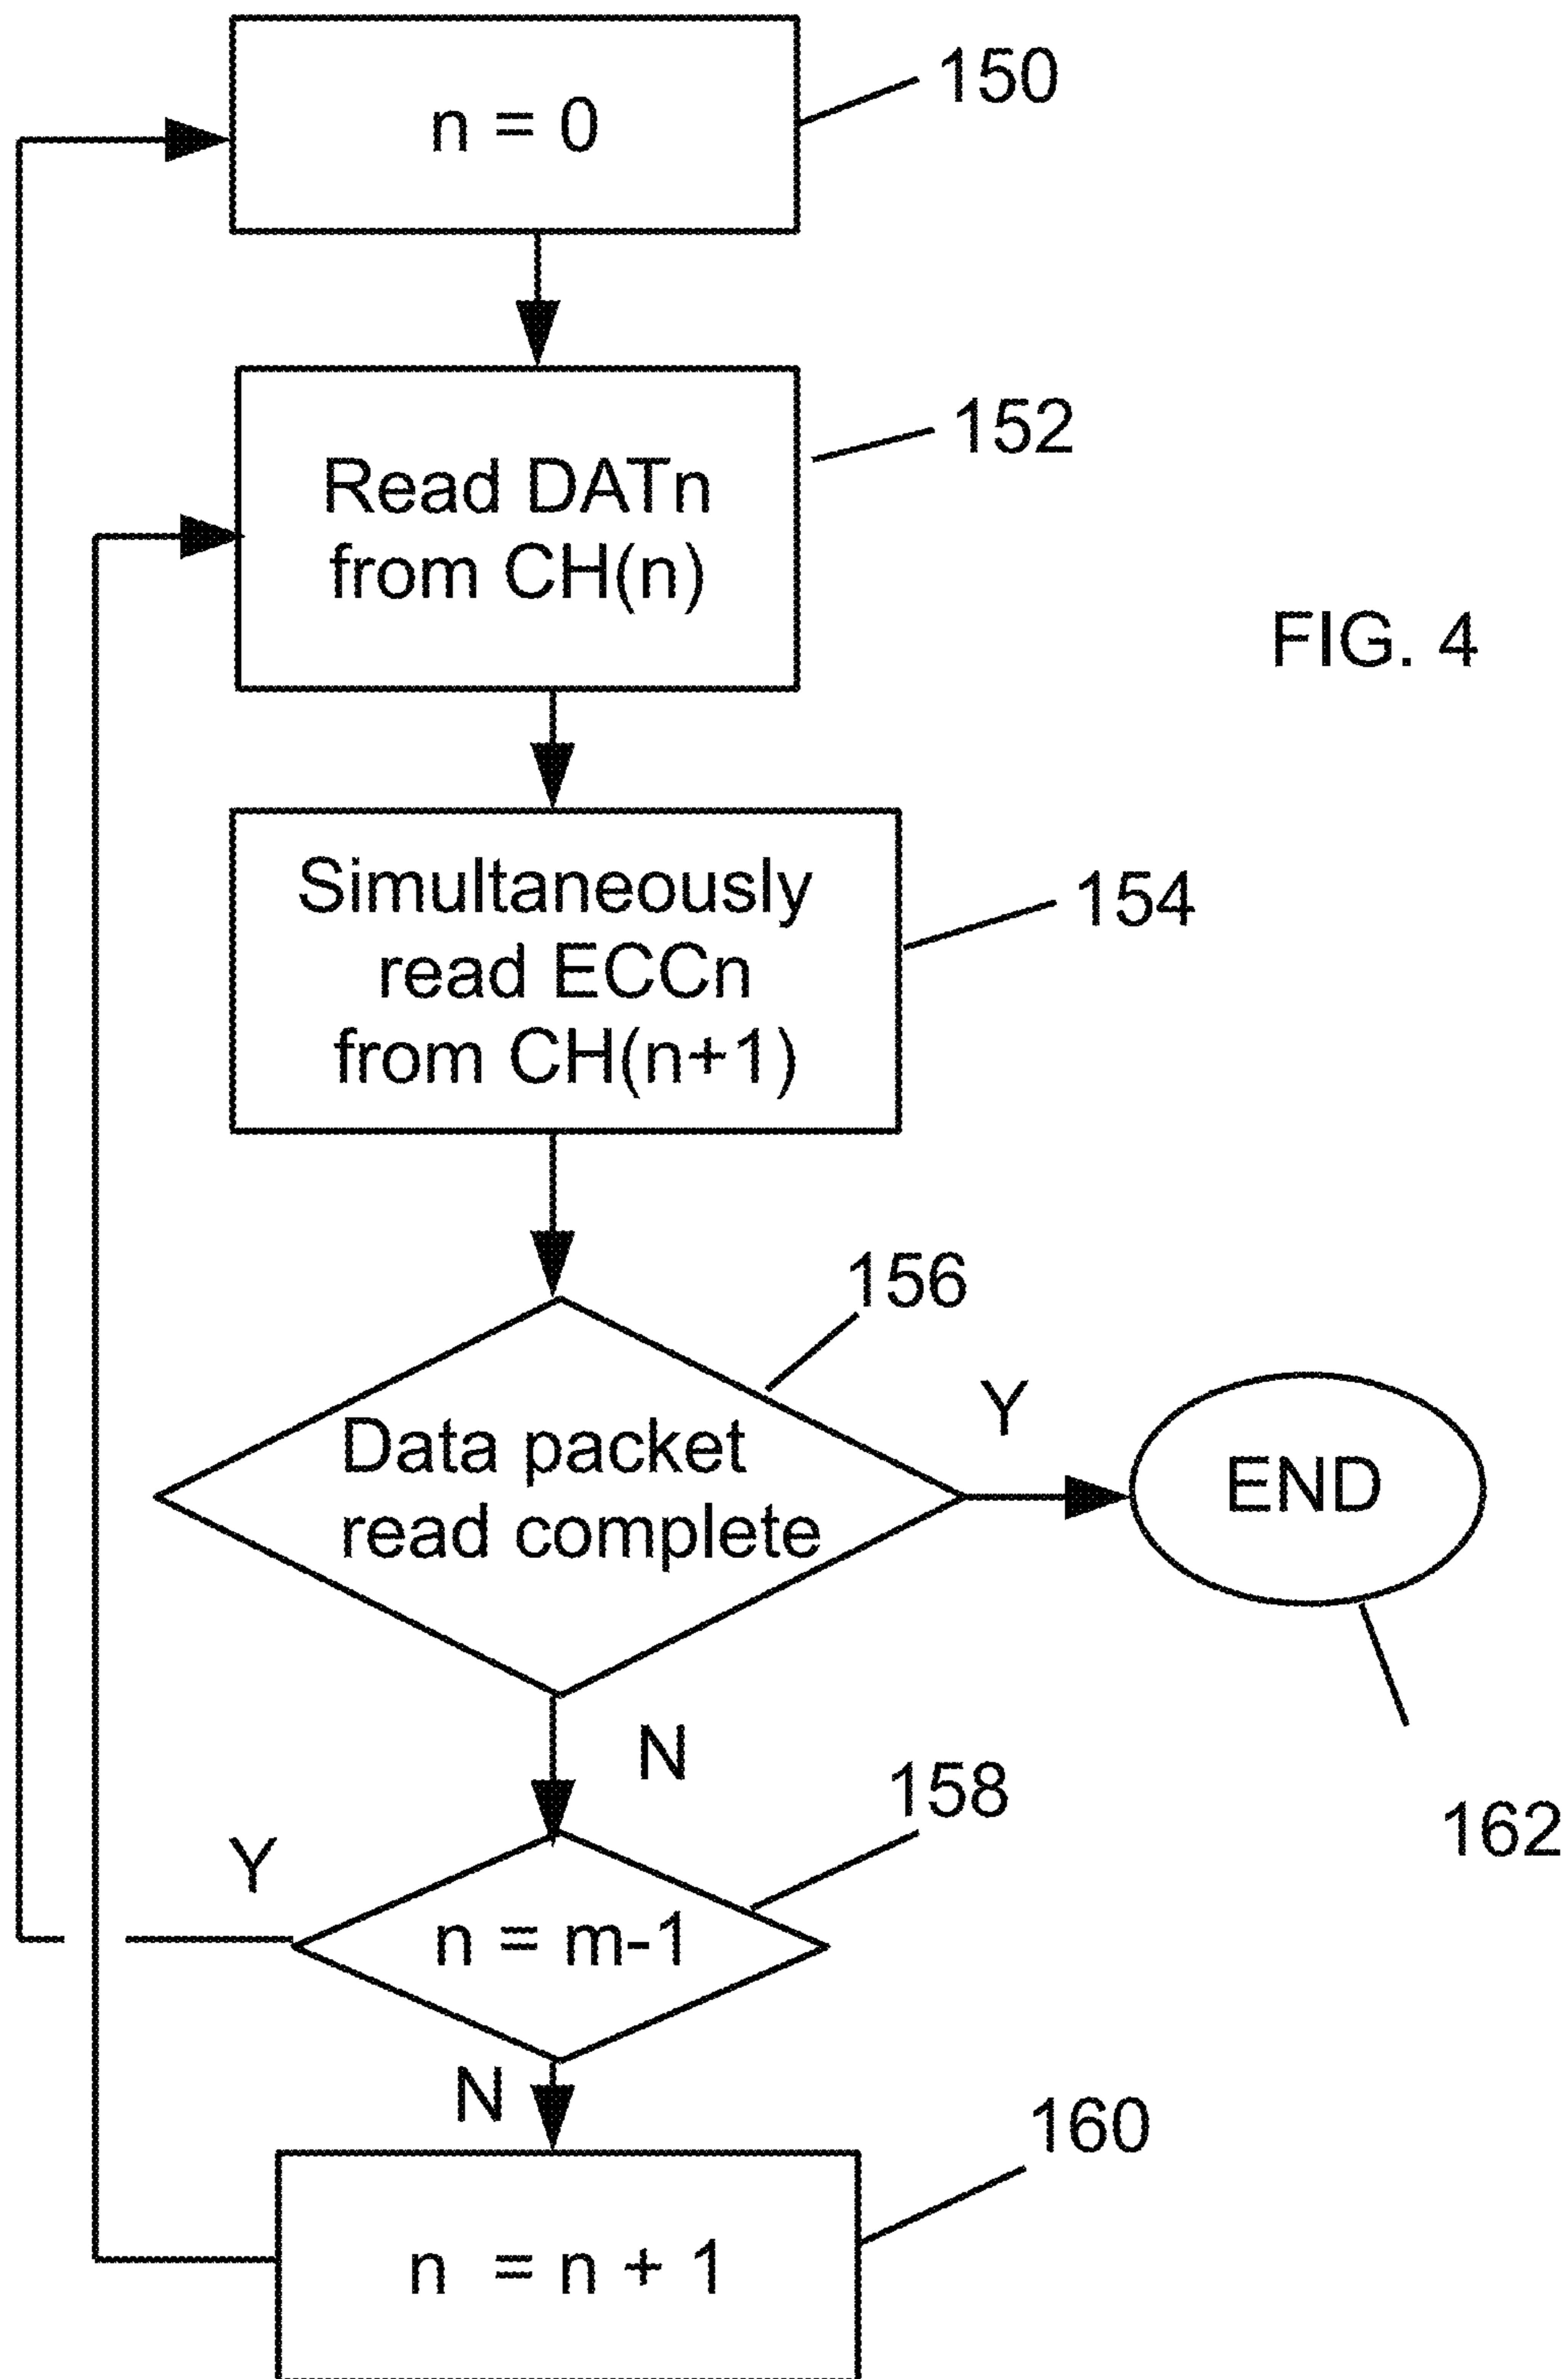 n = 0
150
Read DATn
from CH(n)
152
FIG. 4
Simultaneously
read ECCn
from CH(n+1)
154
156
Data packet
read complete
Y
END
162
N
158
Y
n = m-1
N
160
n = n + 1